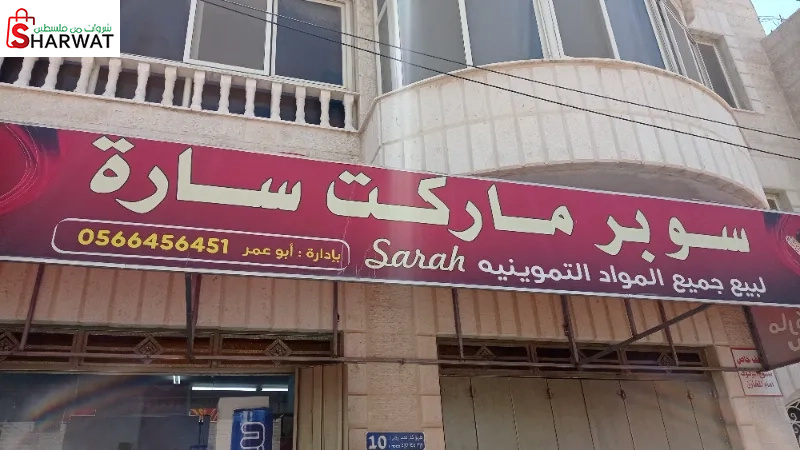 شروات من فلسطين
SHARWAT
سوبر ماركت سارة
لبيع جميع المواد التموينيه Sarah
بإدارة : أبو عمر 0566456451
10